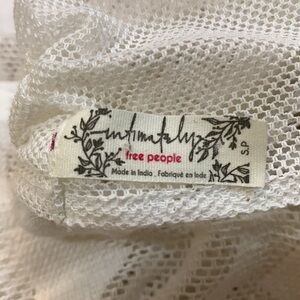 intimately
free people
Made in India . Fabriqué en Inde
S.P